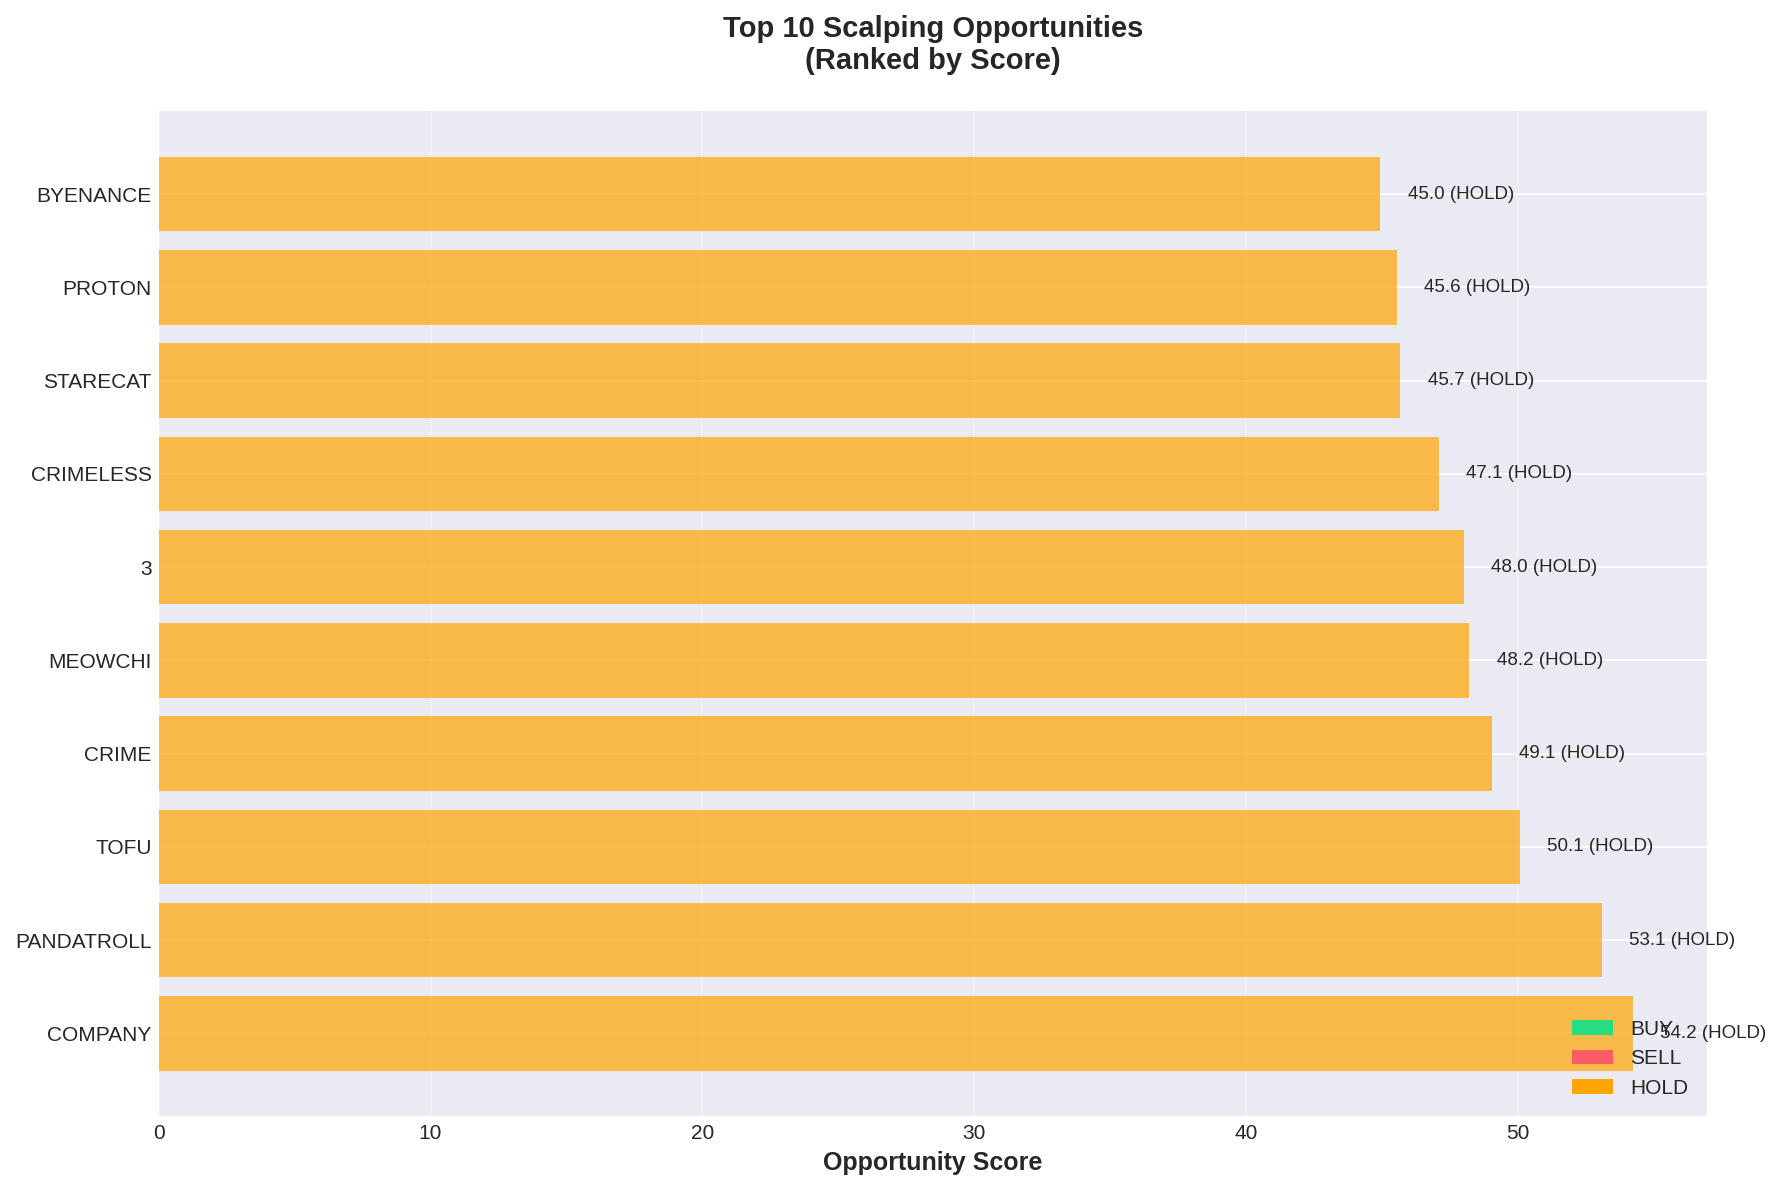 Top 10 Scalping Opportunities
(Ranked by Score)
BYENANCE
45.0 (HOLD)
PROTON
45.6 (HOLD)
STARECAT
45.7 (HOLD)
CRIMELESS
47.1 (HOLD)
3
48.0 (HOLD)
MEOWCHI
48.2 (HOLD)
CRIME
49.1 (HOLD)
TOFU
50.1 (HOLD)
PANDATROLL
53.1 (HOLD)
COMPANY
54.2 (HOLD)
BUY
SELL
HOLD
0 10 20 30 40 50
Opportunity Score